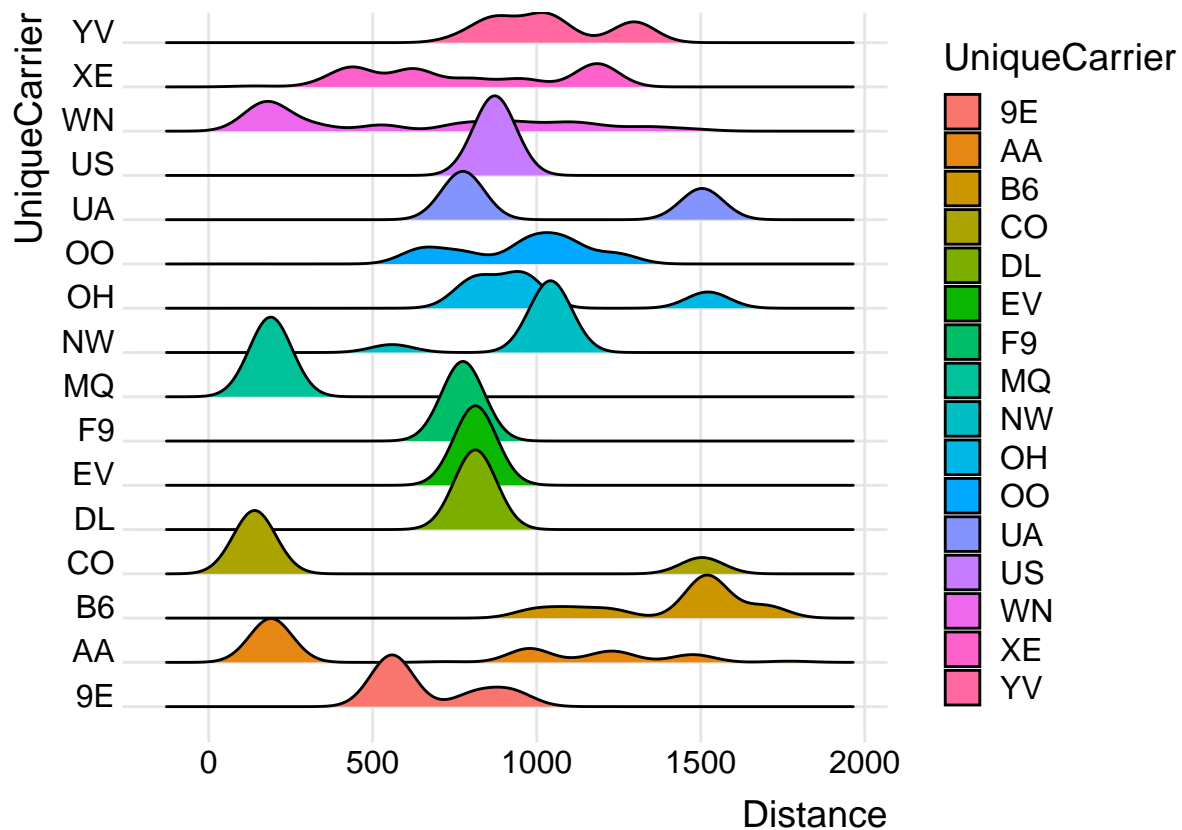 UniqueCarrier
YV
XE
WN
US
UA
OO
OH
NW
MQ
F9
EV
DL
CO
B6
AA
9E
0 500 1000 1500 2000
Distance
UniqueCarrier
9E
AA
B6
CO
DL
EV
F9
MQ
NW
OH
OO
UA
US
WN
XE
YV